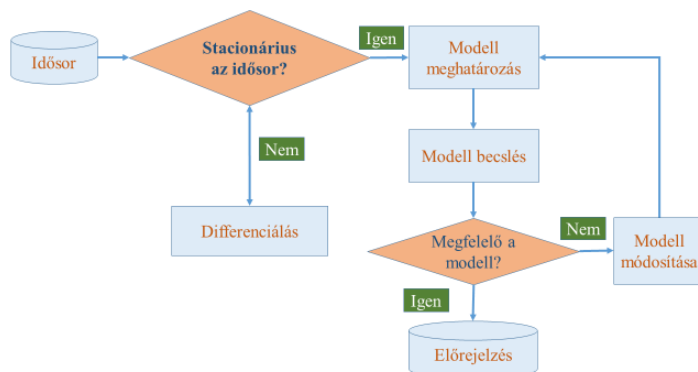 Idősor
Stacionárius
az idősor?
Igen
Modell
meghatározás
Nem
Differenciálás
Modell becslés
Megfelelő a
modell?
Nem
Modell
módosítása
Igen
Előrejelzés